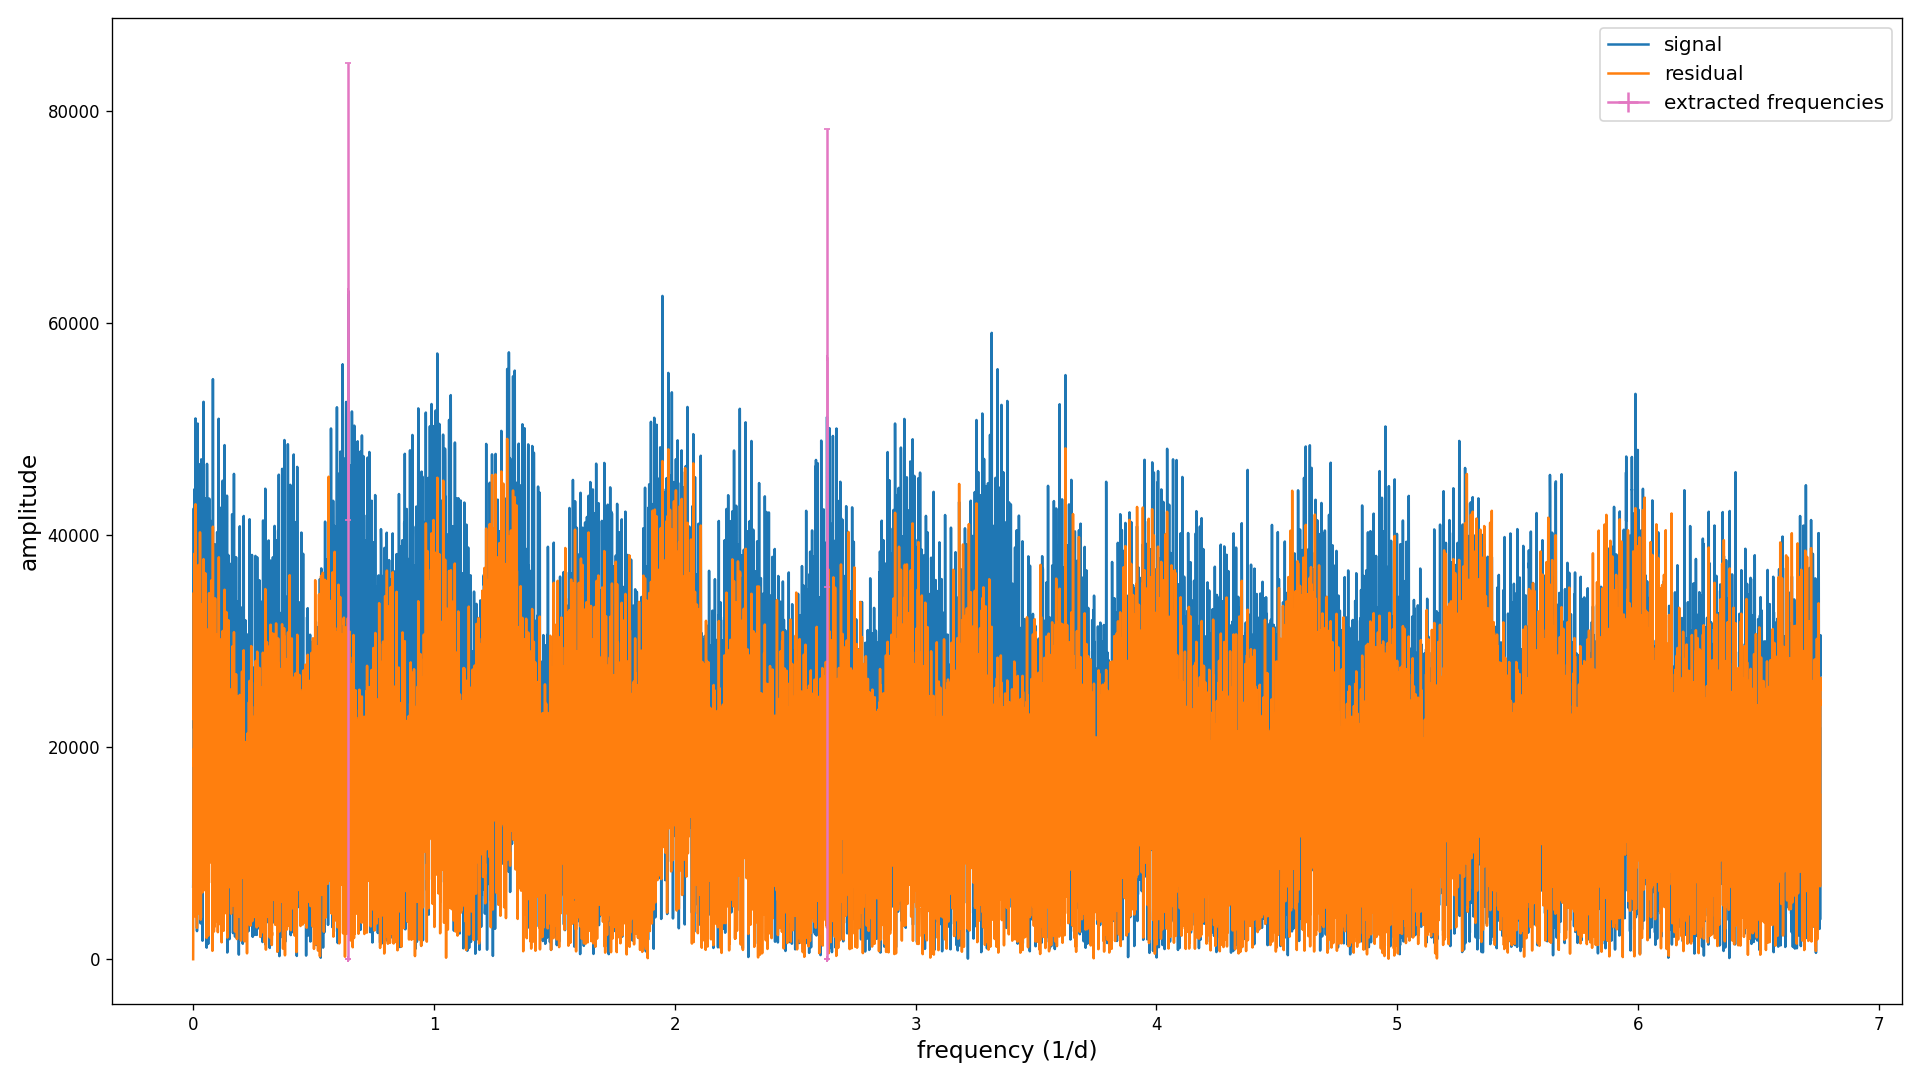 signal
residual
extracted frequencies
80000
60000
40000
20000
0
amplitude
0 1 2 3 4 5 6 7
frequency (1/d)